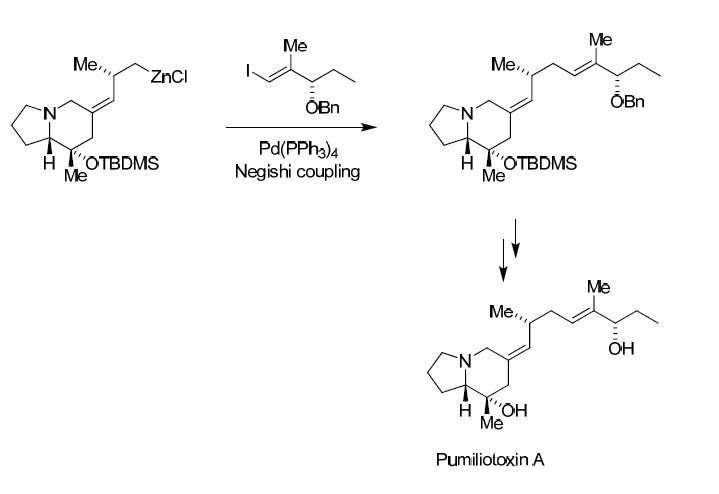 Me
ZnCl
N
H
OTBDMS
Me
I
Me
OBn
Pd(PPh3)4
Negishi coupling
Me
Me
OBn
N
H
OTBDMS
Me
Me
Me
OH
N
H
OH
Me
Pumiliotoxin A